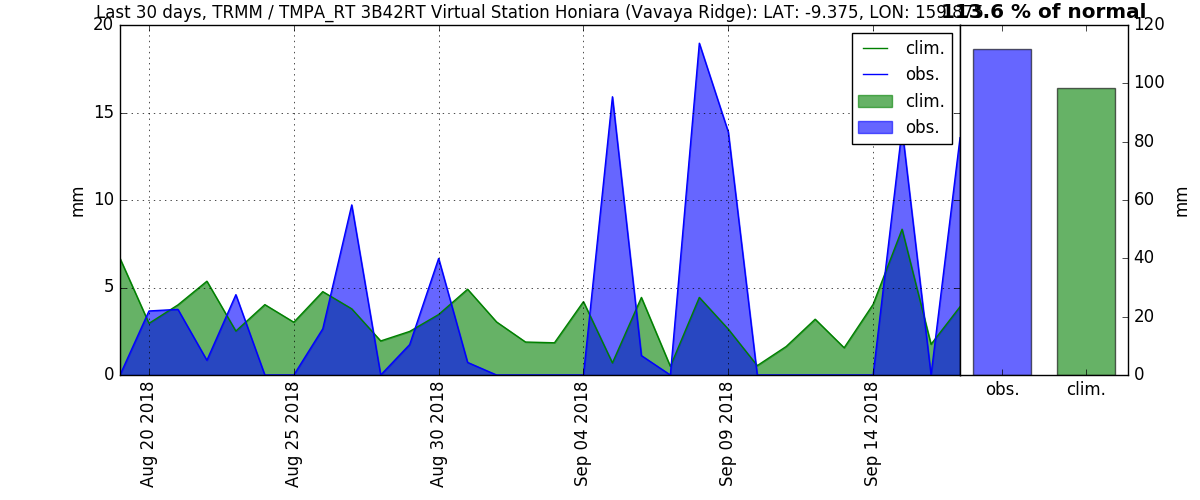 Last 30 days, TRMM / TMPA_RT 3B42RT Virtual Station Honiara (Vavaya Ridge): LAT: -9.375, LON: 159.875
113.6 % of normal
20
15
10
5
0
mm
clim.
obs.
clim.
obs.
Aug 20 2018
Aug 25 2018
Aug 30 2018
Sep 04 2018
Sep 09 2018
Sep 14 2018
120
100
80
60
40
20
0
mm
obs.
clim.